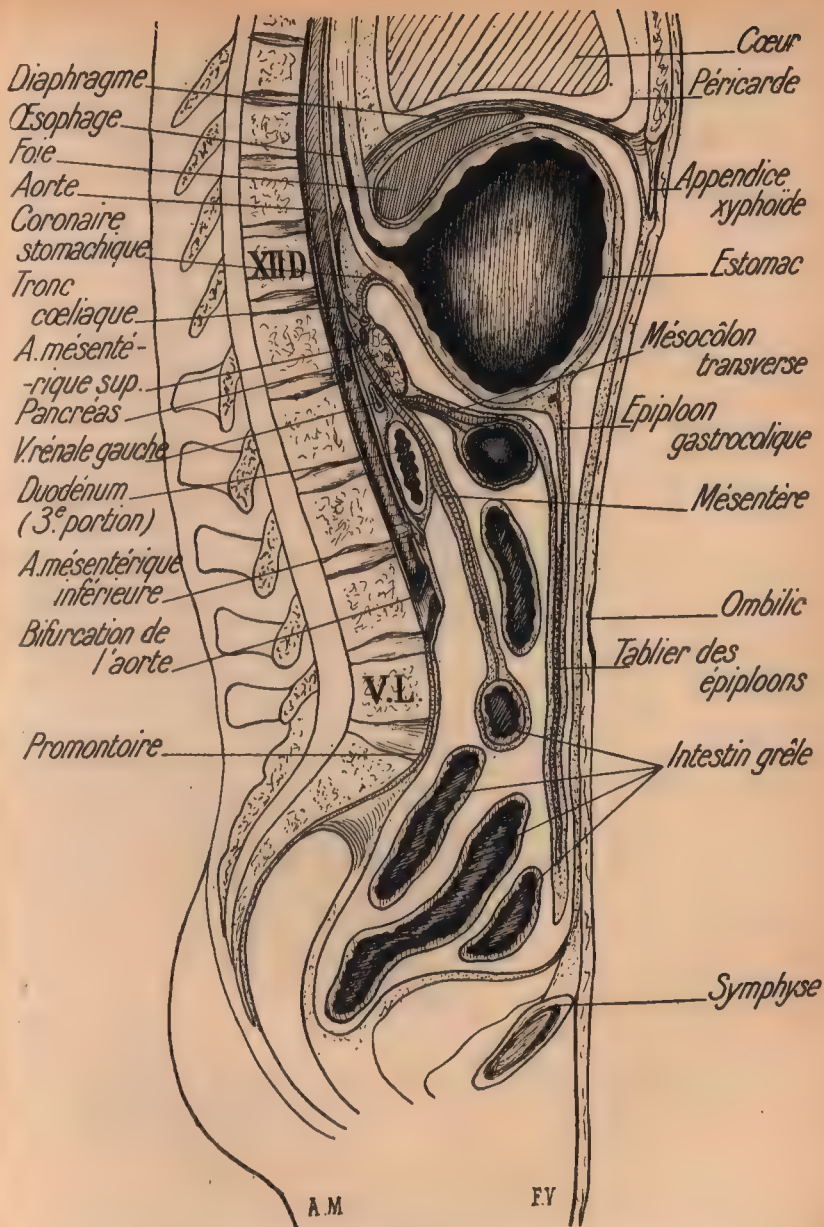 Diaphragme
Œsophage
Foie
Aorte
Coronaire
stomachique
Tronc
cœliaque
A. mésenté-
-rique sup.
Pancréas
V. rénale gauche
Duodénum
(3e portion)
A. mésentérique
inférieure
Bifurcation de
l'aorte
Promontoire
XII D
V.L.
Cœur
Péricarde
Appendice
xyphoïde
Estomac
Mésocôlon
transverse
Epiploon
gastrocolique
Mésentère
Ombilic
Tablier des
épiploons
Intestin grêle
Symphyse
A.M
F.V